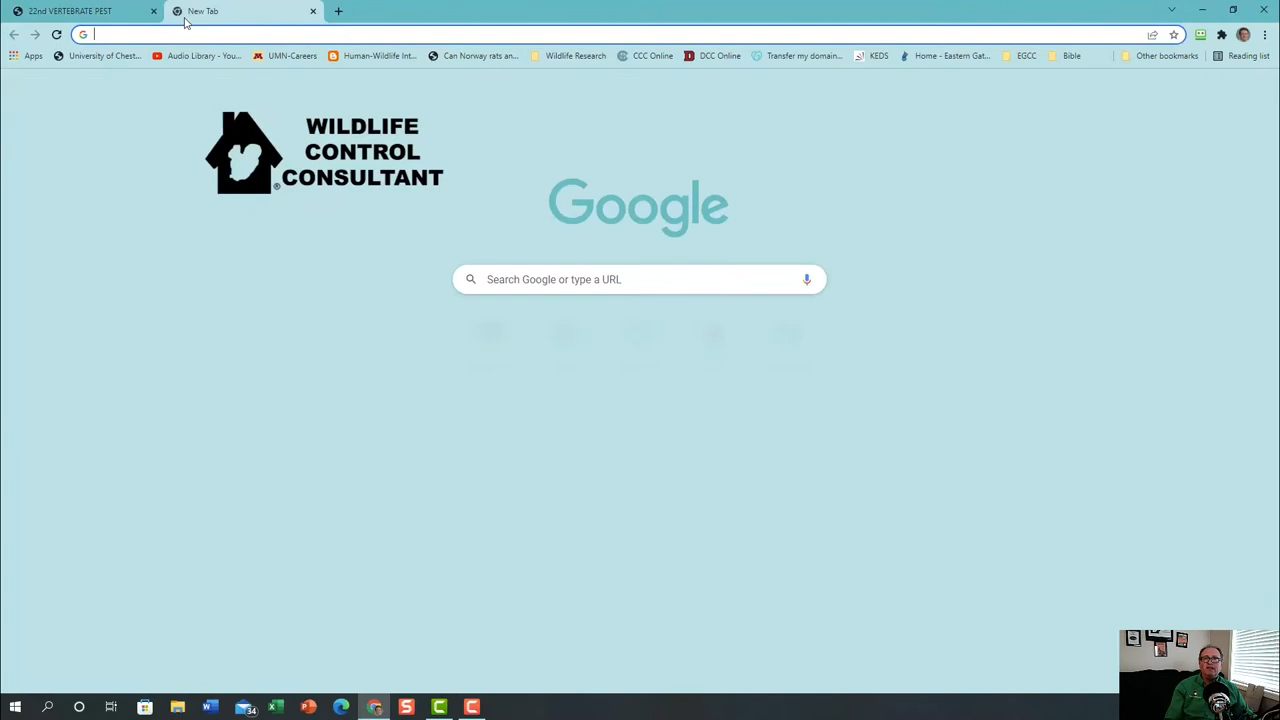 22nd VERTEBRATE PEST
New Tab
Apps University of Chest... Audio Library - You... UMN-Careers Human-Wildlife Int... Can Norway rats an... Wildlife Research CCC Online DCC Online Transfer my domain... KEDS Home - Eastern Gat... EGCC Bible Other bookmarks Reading list
WILDLIFE
CONTROL
CONSULTANT
®
Google
Search Google or type a URL
34